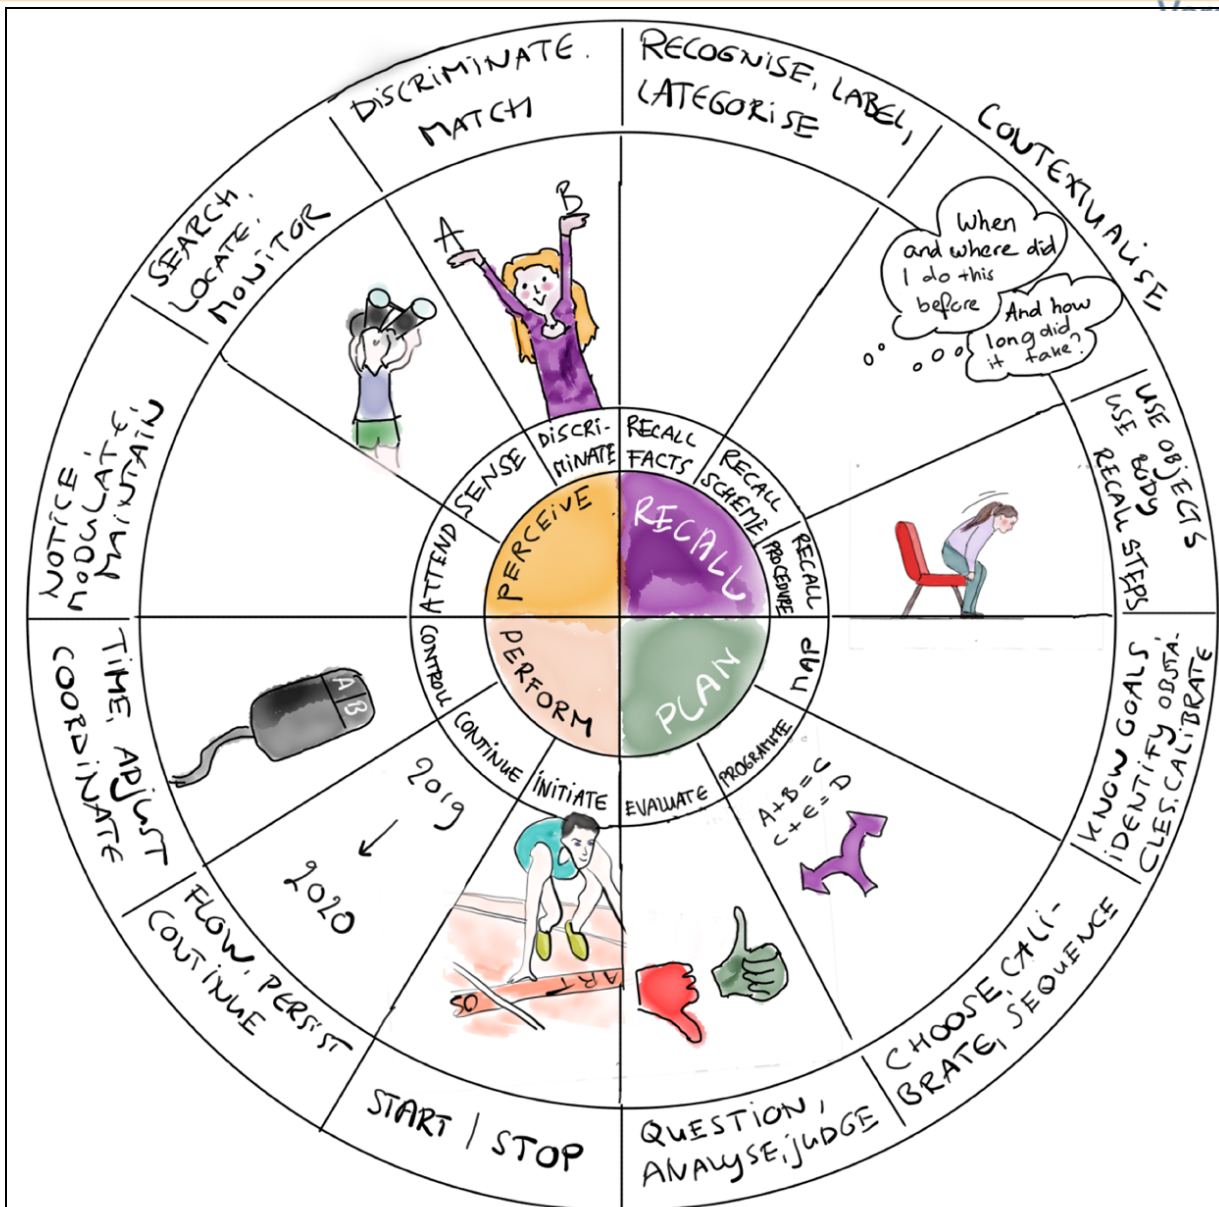 DISCRIMINATE.
MATCH
RECOGNISE, LABEL,
CATEGORISE
CONTEXTUALISE
When
and where did
I do this
before
And how
long did
it take?
USE OBJECTS
USE BODY
RECALL STEPS
KNOW GOALS
IDENTIFY OBSTA-
CLES. CALIBRATE
CHOOSE, CALI-
BRATE, SEQUENCE
QUESTION,
ANALYSE, JUDGE
START / STOP
FLOW, PERSIST
CONTINUE
TIME, ADJUST
COORDINATE
NOTICE
MODULATE,
MAINTAIN
SEARCH,
LOCATE,
MONITOR
A
B
DISCRI-
MINATE
RECALL
FACTS
RECALL
SCHEME
RECALL
PROCEDURE
MAP
PROGRAMME
EVALUATE
INITIATE
CONTINUE
CONTROLL
ATTEND
SENSE
PERCEIVE
RECALL
PLAN
PERFORM
A
B
2019
2020
ART
A+B=C
C+E=D